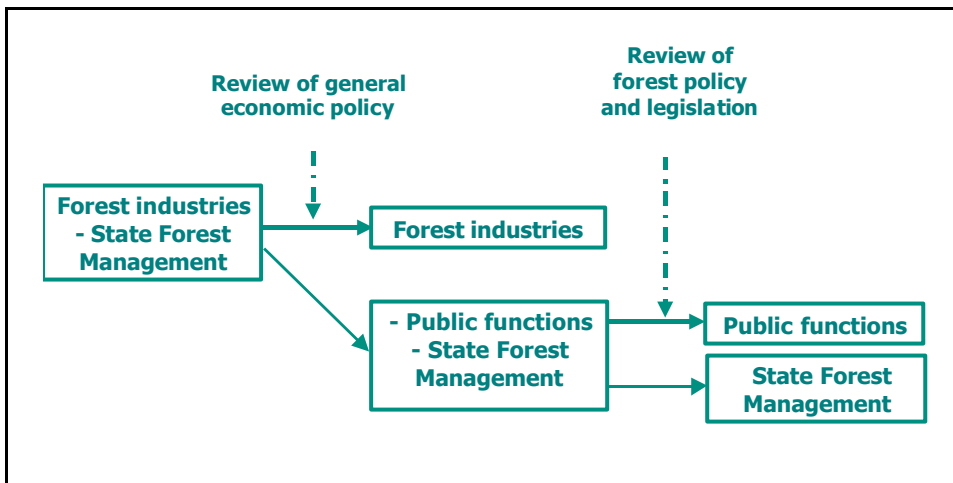 Review of general
economic policy
Review of
forest policy
and legislation
Forest industries
- State Forest
Management
Forest industries
- Public functions
- State Forest
Management
Public functions
State Forest
Management